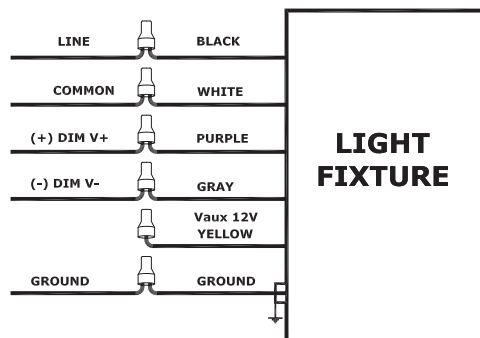 LINE BLACK
COMMON WHITE
(+) DIM V+ PURPLE
(-) DIM V- GRAY
Vaux 12V
YELLOW
GROUND GROUND
LIGHT
FIXTURE